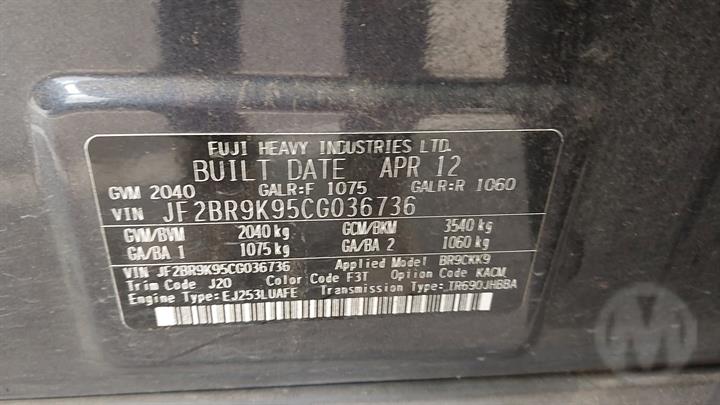 FUJI HEAVY INDUSTRIES LTD.
BUILT DATE APR 12
GVM 2040 GALR:F 1075 GALR:R 1060
VIN JF2BR9K95CG036736
GVM/BVM 2040 kg GCM/BKM 3540 kg
GA/BA 1 1075 kg GA/BA 2 1060 kg
VIN JF2BR9K95CG036736 Applied Model BR9CKK9
Trim Code J20 Color Code F3T Option Code KACM
Engine Type EJ253LUAFE Transmission Type TR690JHBBA
M